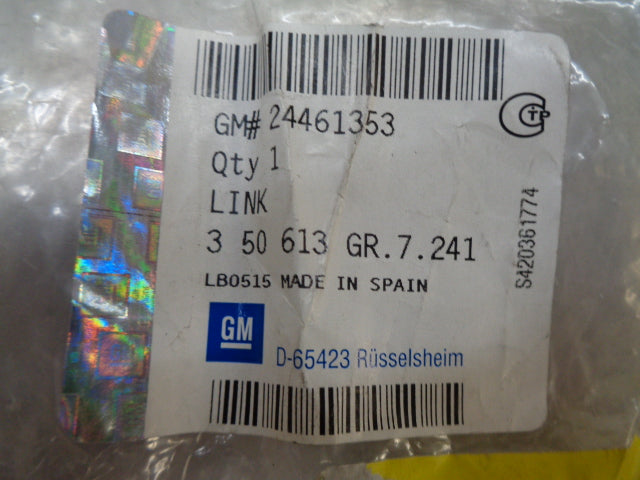 GM# 24461353
Qty 1
LINK
3 50 613 GR.7.241
LB0515 MADE IN SPAIN
GM
D-65423 Rüsselsheim
S420361774